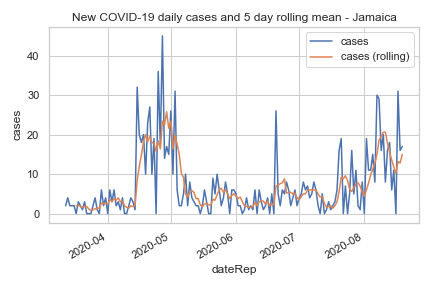 New COVID-19 daily cases and 5 day rolling mean - Jamaica
cases
cases (rolling)
40
30
20
10
0
cases
2020-04
2020-05
2020-06
2020-07
2020-08
dateRep